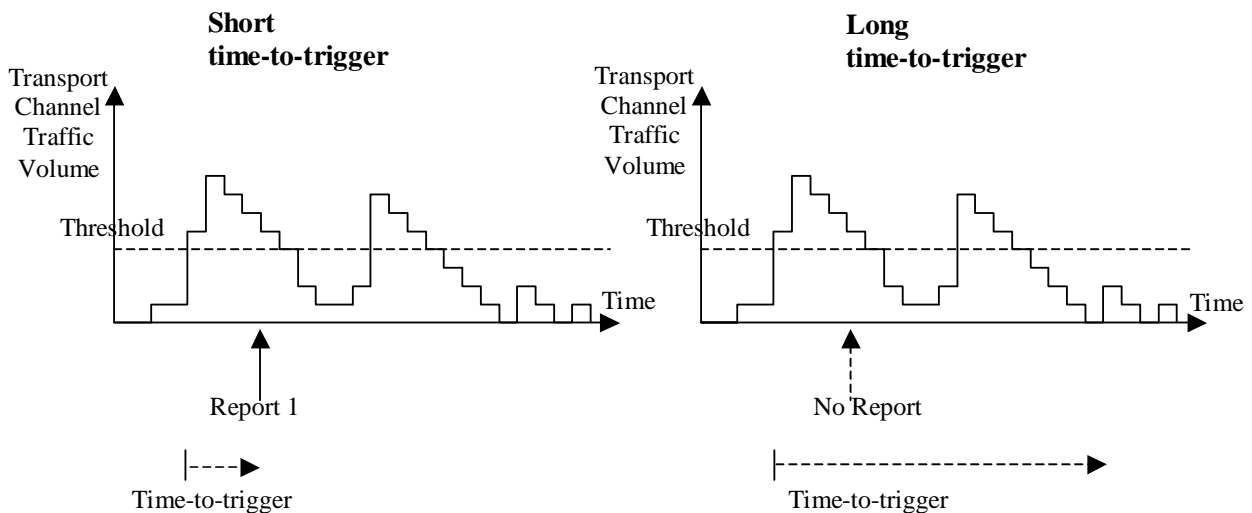 Short
time-to-trigger
Transport
Channel
Traffic
Volume
Threshold
Time
Report 1
Time-to-trigger
Long
time-to-trigger
Transport
Channel
Traffic
Volume
Threshold
Time
No Report
Time-to-trigger